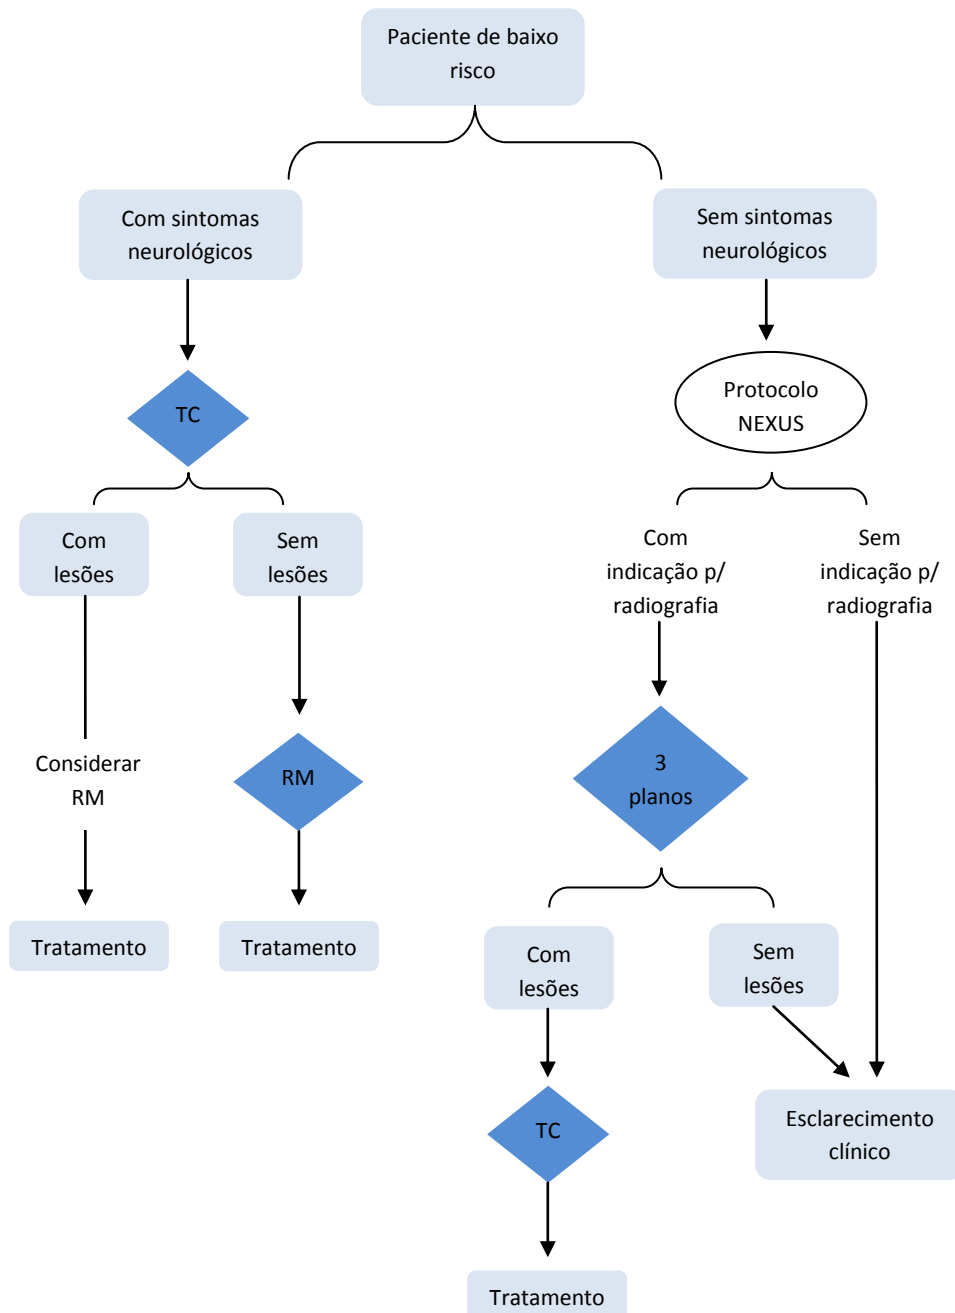 Paciente de baixo
risco
Com sintomas
neurológicos
Sem sintomas
neurológicos
TC
Protocolo
NEXUS
Com
lesões
Sem
lesões
Com
indicação p/
radiografia
Sem
indicação p/
radiografia
Considerar
RM
RM
3
planos
Tratamento
Tratamento
Com
lesões
Sem
lesões
TC
Esclarecimento
clínico
Tratamento